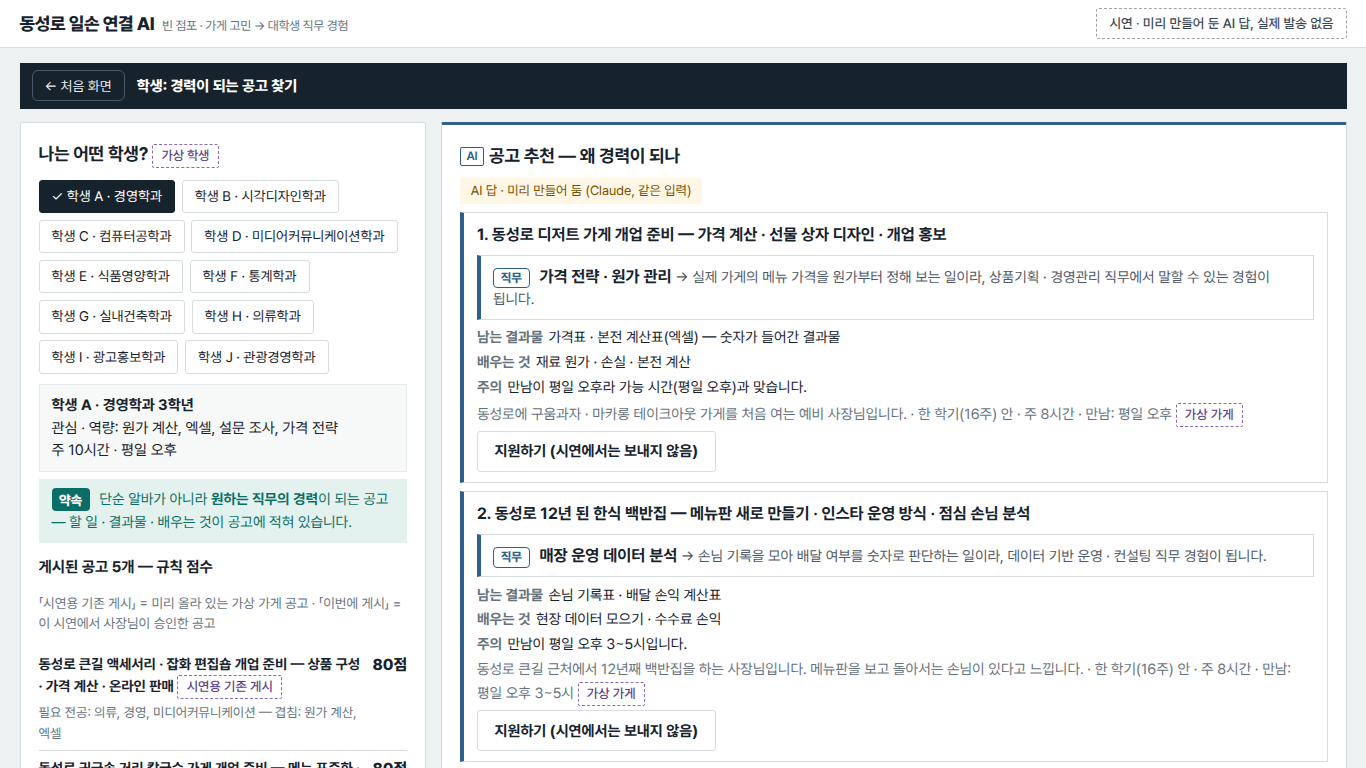 동성로 일손 연결 AI 빈 점포 · 가게 고민 → 대학생 직무 경험
시연 · 미리 만들어 둔 AI 답, 실제 발송 없음
← 처음 화면 학생: 경력이 되는 공고 찾기
나는 어떤 학생? 가상 학생
✓ 학생 A · 경영학과 학생 B · 시각디자인학과
학생 C · 컴퓨터공학과 학생 D · 미디어커뮤니케이션학과
학생 E · 식품영양학과 학생 F · 통계학과
학생 G · 실내건축학과 학생 H · 의류학과
학생 I · 광고홍보학과 학생 J · 관광경영학과
학생 A · 경영학과 3학년
관심 · 역량: 원가 계산, 엑셀, 설문 조사, 가격 전략
주 10시간 · 평일 오후
약속 단순 알바가 아니라 원하는 직무의 경력이 되는 공고
— 할 일 · 결과물 · 배우는 것이 공고에 적혀 있습니다.
게시된 공고 5개 — 규칙 점수
「시연용 기존 게시」 = 미리 올라 있는 가상 가게 공고 · 「이번에 게시」 =
이 시연에서 사장님이 승인한 공고
동성로 큰길 액세서리 · 잡화 편집숍 개업 준비 — 상품 구성 80점
· 가격 계산 · 온라인 판매 시연용 기존 게시
필요 전공: 의류, 경영, 미디어커뮤니케이션 — 겹침: 원가 계산,
엑셀
AI 공고 추천 — 왜 경력이 되나
AI 답 · 미리 만들어 둠 (Claude, 같은 입력)
1. 동성로 디저트 가게 개업 준비 — 가격 계산 · 선물 상자 디자인 · 개업 홍보
직무 가격 전략 · 원가 관리 → 실제 가게의 메뉴 가격을 원가부터 정해 보는 일이라, 상품기획 · 경영관리 직무에서 말할 수 있는 경험이
됩니다.
남는 결과물 가격표 · 본전 계산표(엑셀) — 숫자가 들어간 결과물
배우는 것 재료 원가 · 손실 · 본전 계산
주의 만남이 평일 오후라 가능 시간(평일 오후)과 맞습니다.
동성로에 구움과자 · 마카롱 테이크아웃 가게를 처음 여는 예비 사장님입니다. · 한 학기(16주) 안 · 주 8시간 · 만남: 평일 오후 가상 가게
지원하기 (시연에서는 보내지 않음)
2. 동성로 12년 된 한식 백반집 — 메뉴판 새로 만들기 · 인스타 운영 방식 · 점심 손님 분석
직무 매장 운영 데이터 분석 → 손님 기록을 모아 배달 여부를 숫자로 판단하는 일이라, 데이터 기반 운영 · 컨설팅 직무 경험이 됩니다.
남는 결과물 손님 기록표 · 배달 손익 계산표
배우는 것 현장 데이터 모으기 · 수수료 손익
주의 만남이 평일 오후 3~5시입니다.
동성로 큰길 근처에서 12년째 백반집을 하는 사장님입니다. 메뉴판을 보고 돌아서는 손님이 있다고 느낍니다. · 한 학기(16주) 안 · 주 8시간 · 만남:
평일 오후 3~5시 가상 가게
지원하기 (시연에서는 보내지 않음)